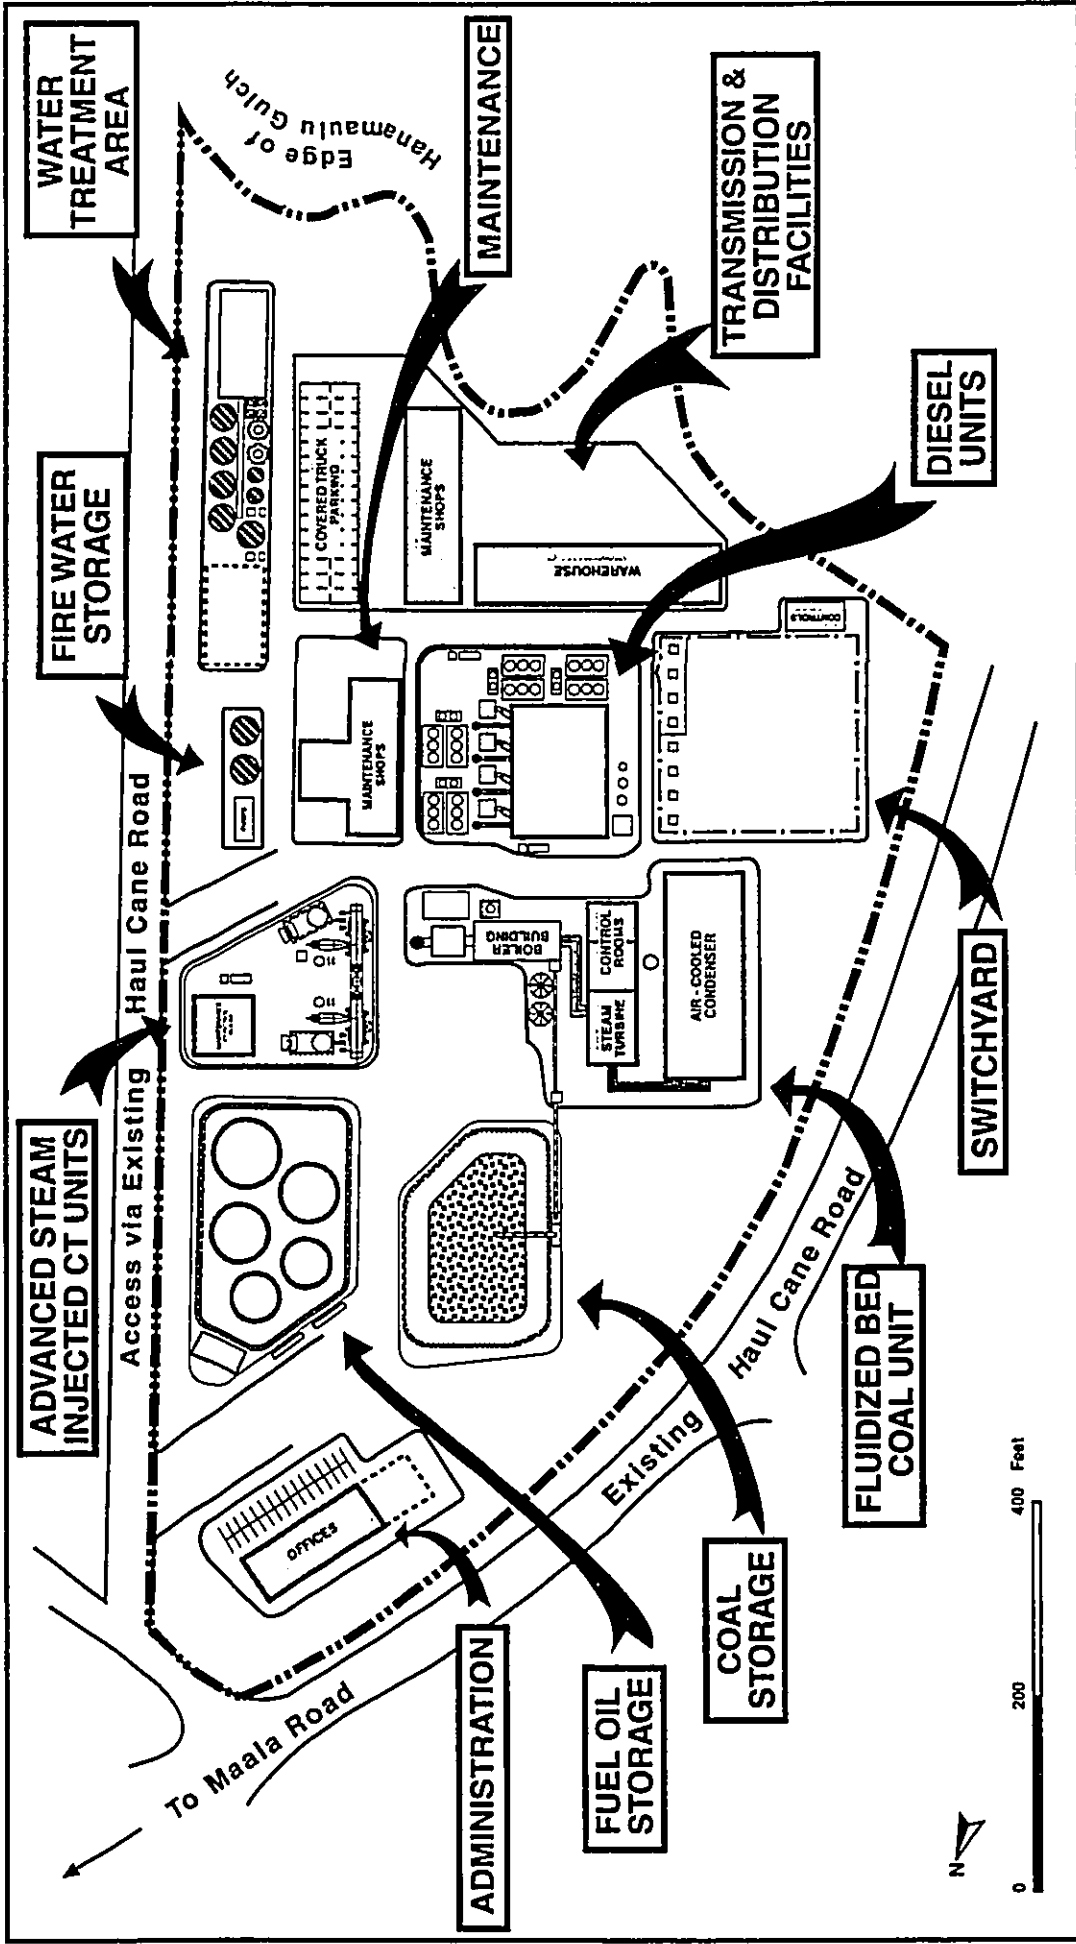 WATER
TREATMENT
AREA
FIRE WATER
STORAGE
ADVANCED STEAM
INJECTED CT UNITS
Access via Existing Haul Cane Road
Edge of
Hanamaulu Gulch
MAINTENANCE
TRANSMISSION &
DISTRIBUTION
FACILITIES
DIESEL
UNITS
SWITCHYARD
FLUIDIZED BED
COAL UNIT
COAL
STORAGE
FUEL OIL
STORAGE
ADMINISTRATION
COVERED TRUCK
PARKING
MAINTENANCE
SHOPS
WAREHOUSE
MAINTENANCE
SHOPS
CONTROLS
BOILER
BUILDING
CONTROL
ROOMS
STEAM
TURBINE
AIR-COOLED
CONDENSER
OFFICES
Existing Haul Cane Road
To Maala Road
N
0 200 400 Feet